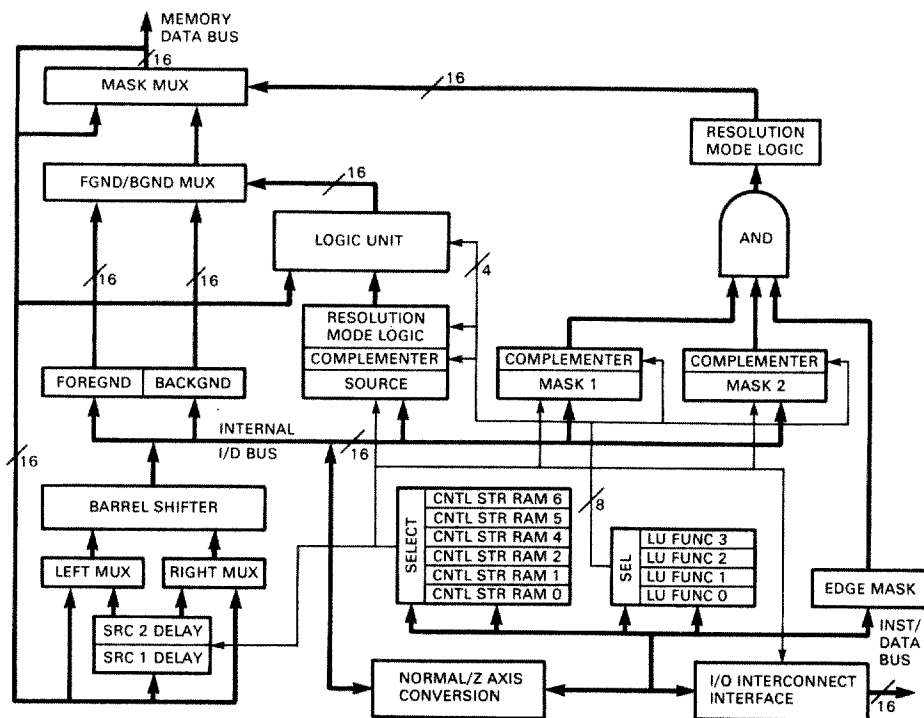 MEMORY
DATA BUS
16
MASK MUX
16
RESOLUTION
MODE LOGIC
FGND/BGND MUX
16
LOGIC UNIT
AND
4
16
16
RESOLUTION
MODE LOGIC
COMPLEMENTER
SOURCE
COMPLEMENTER
MASK 1
COMPLEMENTER
MASK 2
FOREGND
BACKGND
INTERNAL
I/D BUS
16
16
BARREL SHIFTER
LEFT MUX
RIGHT MUX
SRC 2 DELAY
SRC 1 DELAY
SELECT
CNTL STR RAM 6
CNTL STR RAM 5
CNTL STR RAM 4
CNTL STR RAM 2
CNTL STR RAM 1
CNTL STR RAM 0
8
SEL
LU FUNC 3
LU FUNC 2
LU FUNC 1
LU FUNC 0
EDGE MASK
INST/
DATA
BUS
NORMAL/Z AXIS
CONVERSION
I/O INTERCONNECT
INTERFACE
16